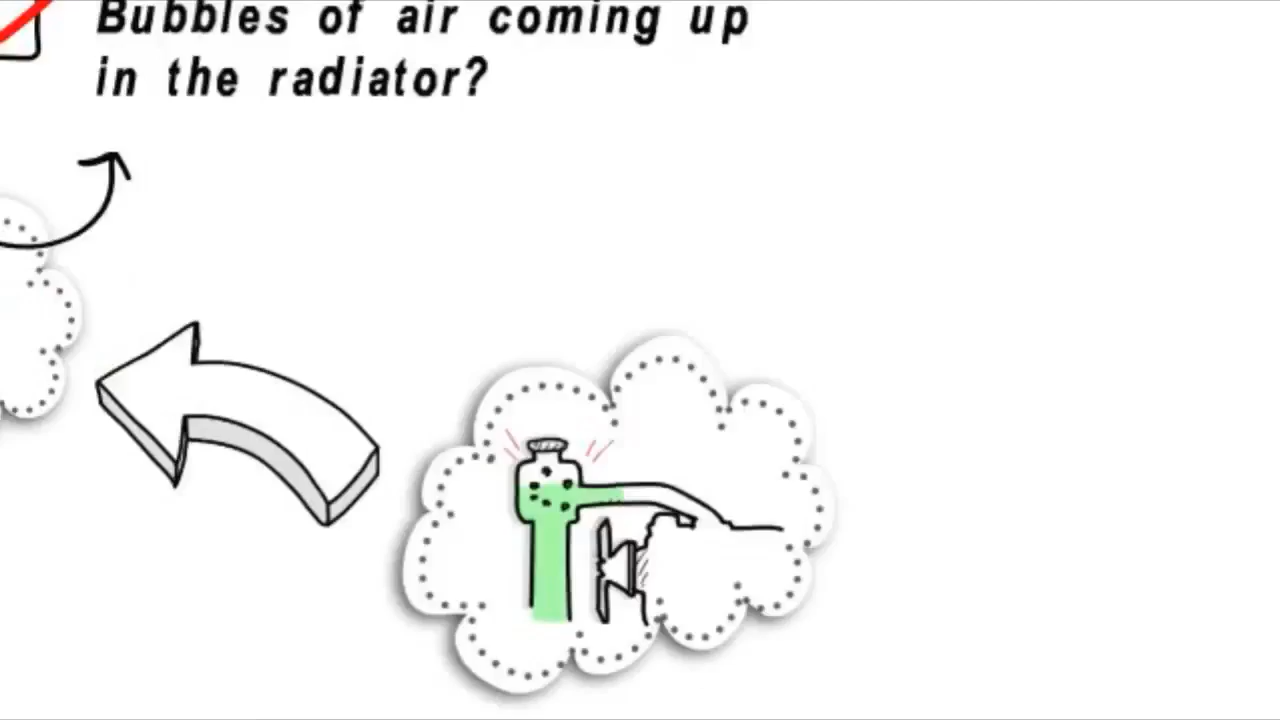 Bubbles of air coming up
in the radiator?